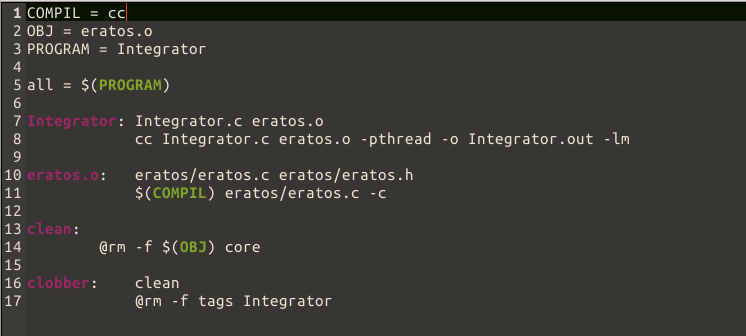 1 COMPIL = cc
2 OBJ = eratos.o
3 PROGRAM = Integrator
4
5 all = $(PROGRAM)
6
7 Integrator: Integrator.c eratos.o
8             cc Integrator.c eratos.o -pthread -o Integrator.out -lm
9
10 eratos.o:   eratos/eratos.c eratos/eratos.h
11             $(COMPIL) eratos/eratos.c -c
12
13 clean:
14         @rm -f $(OBJ) core
15
16 clobber:    clean
17             @rm -f tags Integrator